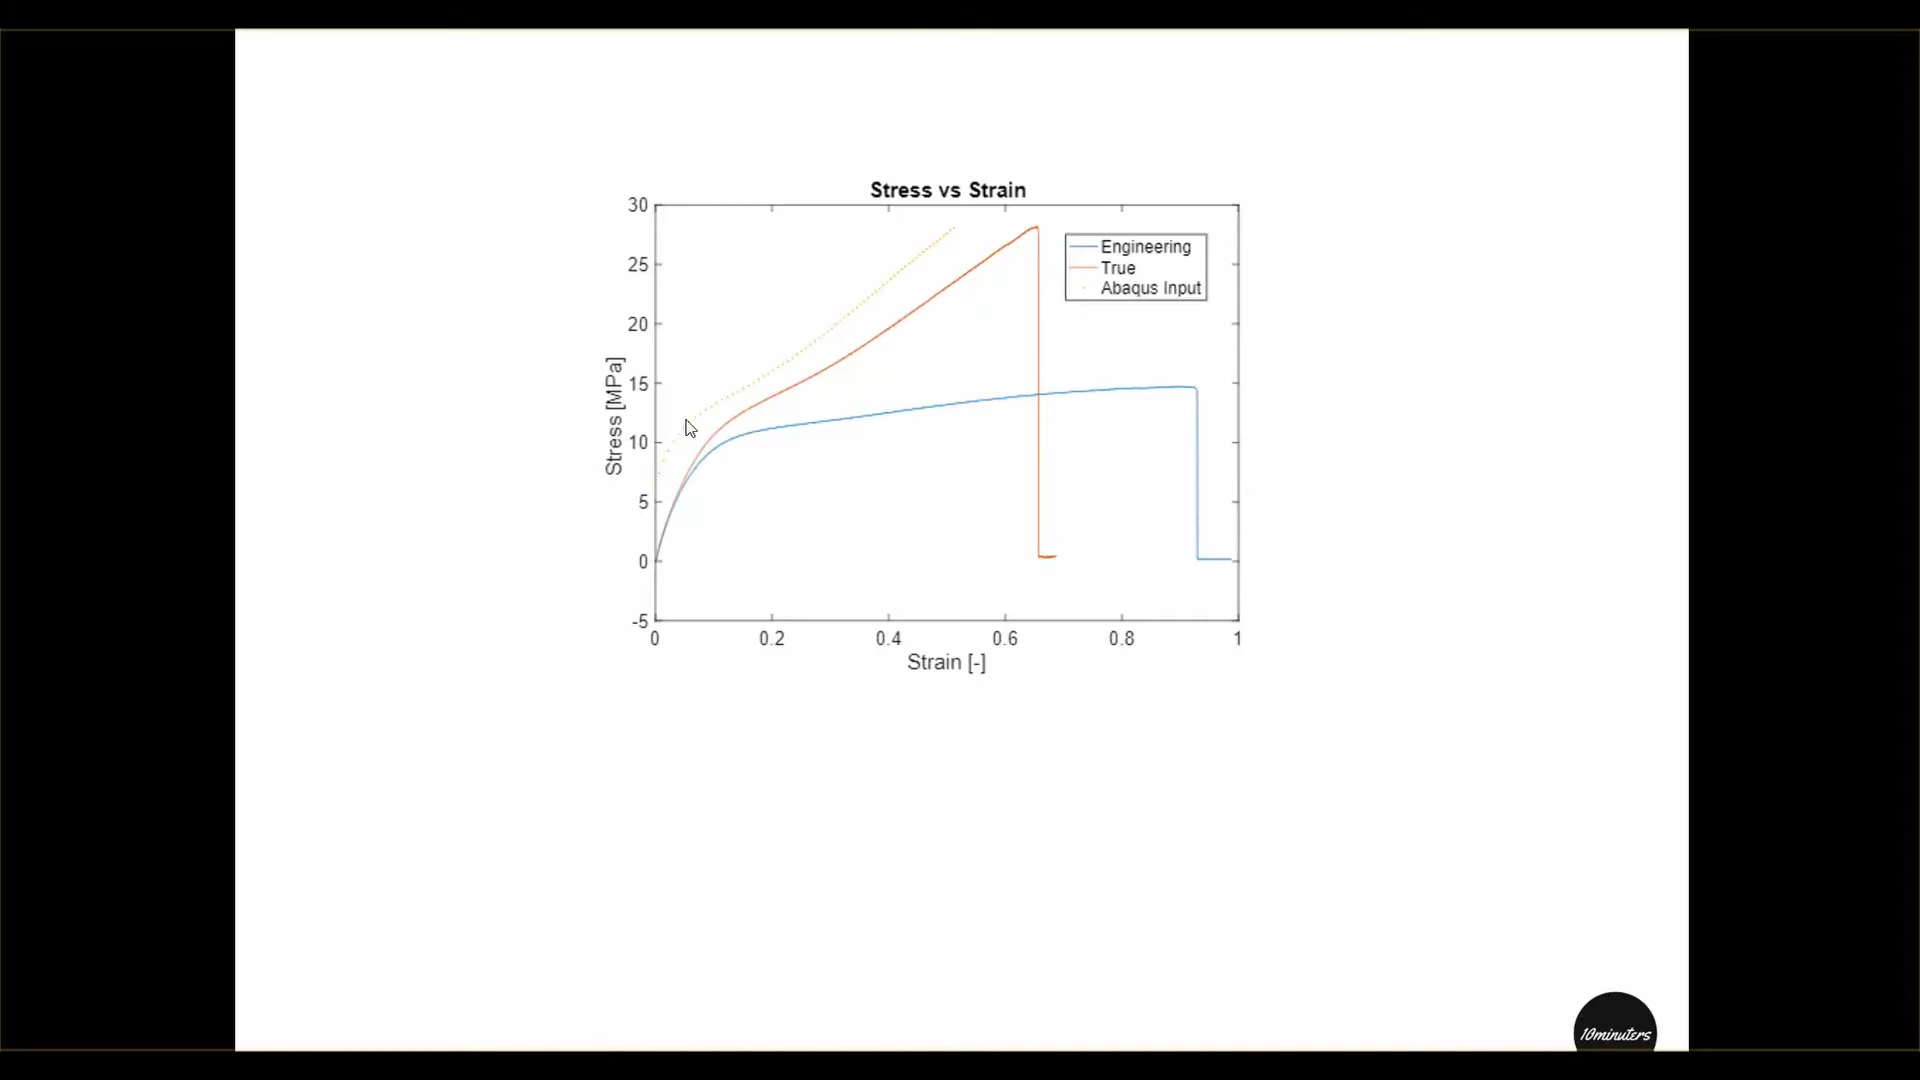 Stress vs Strain
30
25
20
15
10
5
0
-5
0
0.2
0.4
0.6
0.8
1
Stress [MPa]
Strain [-]
Engineering
True
Abaqus Input
10minuters